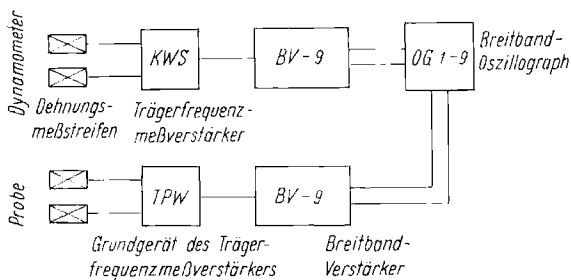 Dynamometer
KWS
BV-9
OG 1-9
Breitband-
Oszillograph
Dehnungs-
meßstreifen
Trägerfrequenz-
meßverstärker
Probe
TPW
BV-9
Grundgerät des Träger-
frequenzmeßverstärkers
Breitband-
Verstärker